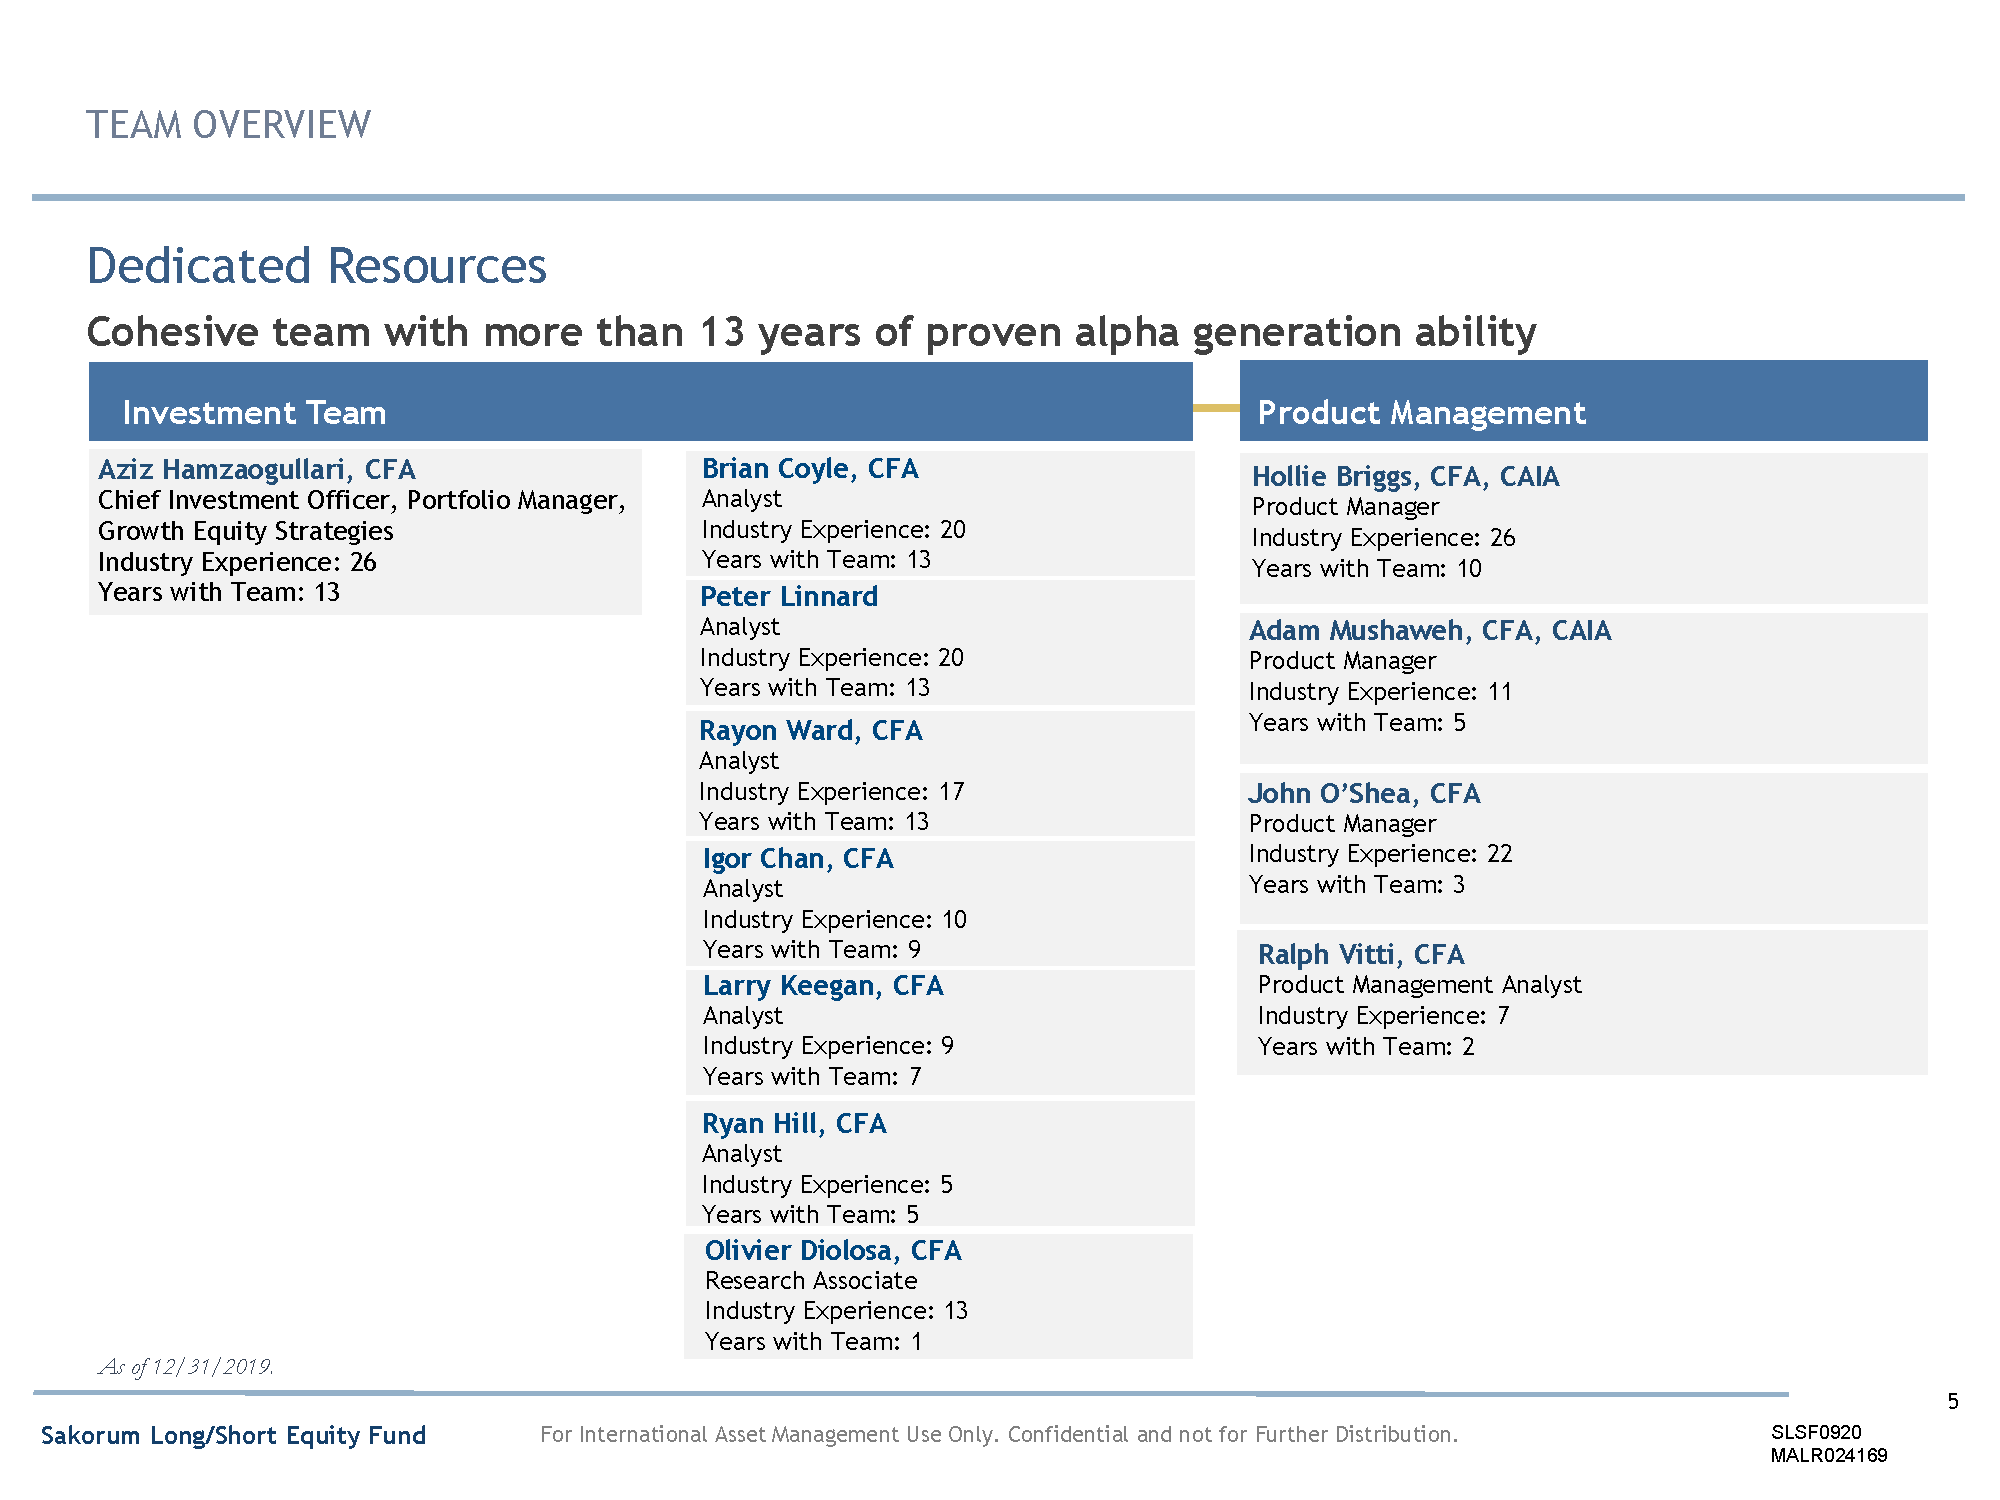 TEAM OVERVIEW
Dedicated Resources
Cohesive team with more than 13 years of proven alpha generation ability
Investment Team
Aziz Hamzaogullari, CFA
Chief Investment Officer, Portfolio Manager,
Growth Equity Strategies
Industry Experience: 26
Years with Team: 13
Brian Coyle, CFA
Analyst
Industry Experience: 20
Years with Team: 13
Peter Linnard
Analyst
Industry Experience: 20
Years with Team: 13
Rayon Ward, CFA
Analyst
Industry Experience: 17
Years with Team: 13
Igor Chan, CFA
Analyst
Industry Experience: 10
Years with Team: 9
Larry Keegan, CFA
Analyst
Industry Experience: 9
Years with Team: 7
Ryan Hill, CFA
Analyst
Industry Experience: 5
Years with Team: 5
Olivier Diolosa, CFA
Research Associate
Industry Experience: 13
Years with Team: 1
Product Management
Hollie Briggs, CFA, CAIA
Product Manager
Industry Experience: 26
Years with Team: 10
Adam Mushaweh, CFA, CAIA
Product Manager
Industry Experience: 11
Years with Team: 5
John O’Shea, CFA
Product Manager
Industry Experience: 22
Years with Team: 3
Ralph Vitti, CFA
Product Management Analyst
Industry Experience: 7
Years with Team: 2
As of 12/31/2019.
5
Sakorum Long/Short Equity Fund
For International Asset Management Use Only. Confidential and not for Further Distribution.
SLSF0920
MALR024169